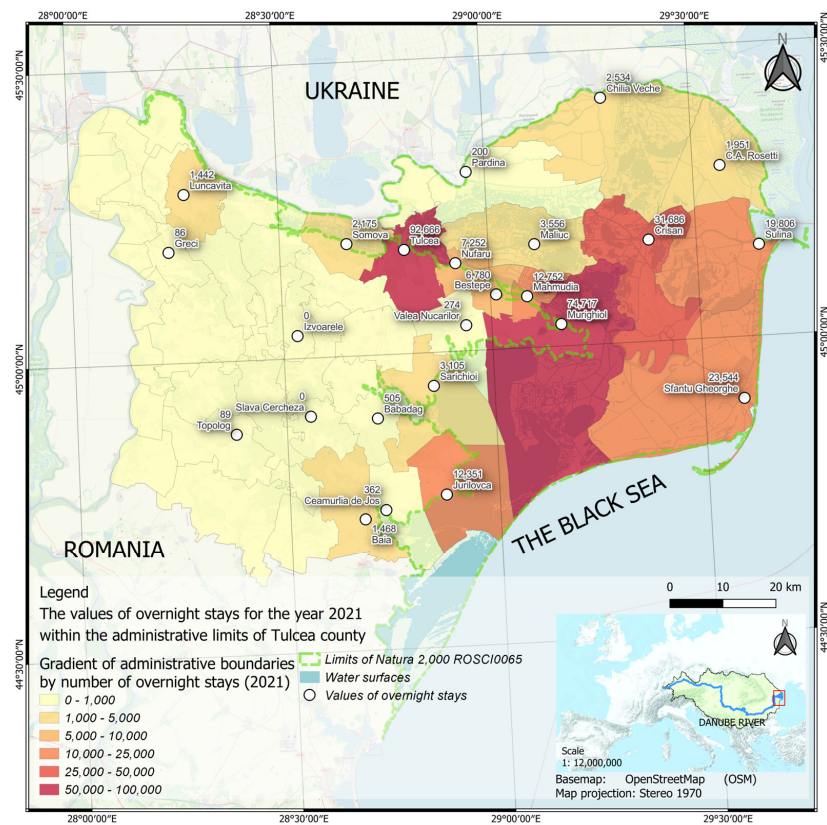 28°00'00"E
28°30'00"E
29°00'00"E
29°30'00"E
45°30'00"N
45°30'00"N
N
UKRAINE
2,534
Chilia Veche
1,951
C.A. Rosetti
200
Pardina
1,442
Luncavita
86
Greci
2,175
Somova
92,666
Tulcea
7,252
Nufaru
3,556
Maliuc
31,686
Crisan
19,806
Sulina
6,780
Bestepe
12,752
Mahmudia
274
Valea Nucarilor
74,717
Murighiol
0
Izvoarele
45°00'00"N
45°00'00"N
3,105
Sarichioi
23,544
Sfantu Gheorghe
0
Slava Cercheza
505
Babadag
89
Topolog
12,351
Jurilovca
362
Ceamurlia de Jos
1,468
Baia
THE BLACK SEA
ROMANIA
Legend
The values of overnight stays for the year 2021
within the administrative limits of Tulcea county
Gradient of administrative boundaries
by number of overnight stays (2021)
0 - 1,000
1,000 - 5,000
5,000 - 10,000
10,000 - 25,000
25,000 - 50,000
50,000 - 100,000
Limits of Natura 2,000 ROSCI0065
Water surfaces
Values of overnight stays
0 10 20 km
N
DANUBE RIVER
Scale
1: 12,000,000
Basemap: OpenStreetMap (OSM)
Map projection: Stereo 1970
44°30'00"N
44°30'00"N
28°00'00"E
28°30'00"E
29°00'00"E
29°30'00"E